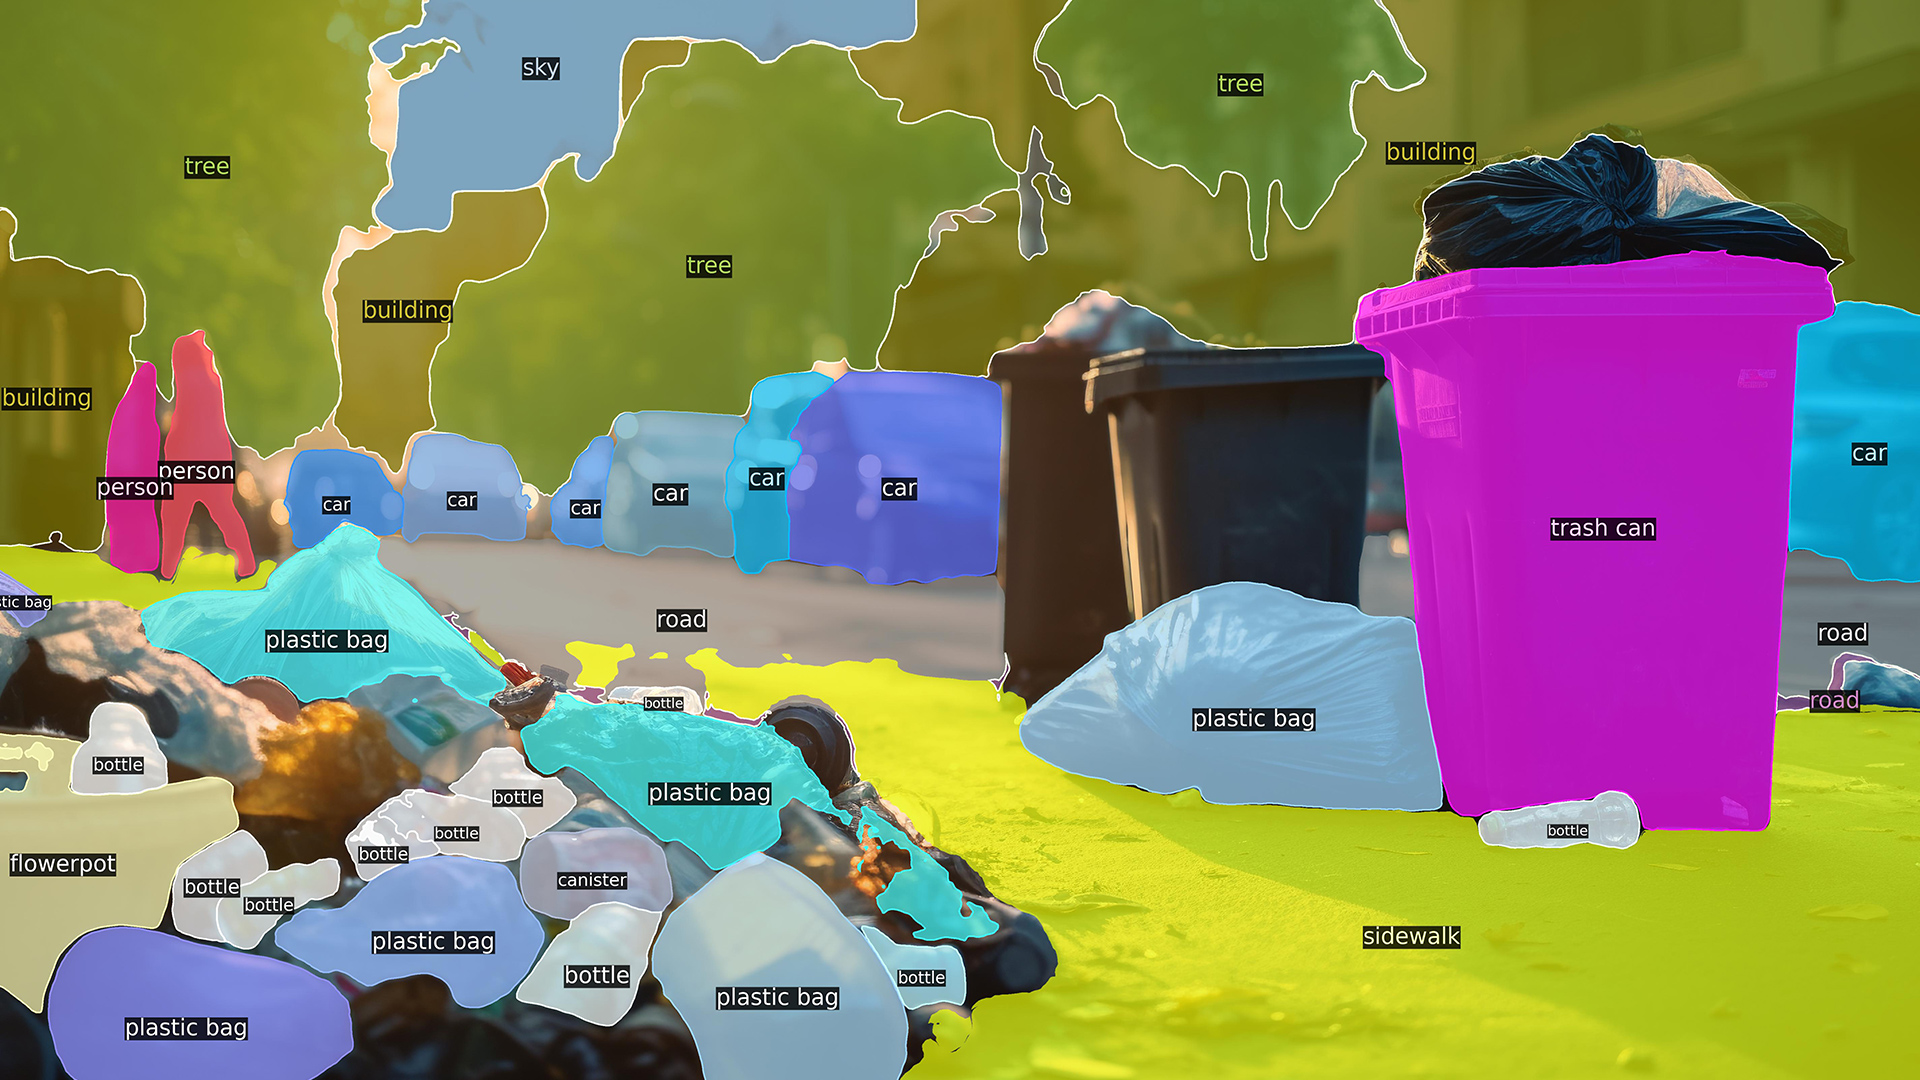 sky
tree
building
tree
tree
building
building
person
person
car
car
car
car
car
car
car
trash can
tic bag
plastic bag
road
road
road
bottle
plastic bag
bottle
plastic bag
bottle
bottle
bottle
bottle
flowerpot
canister
bottle
bottle
plastic bag
sidewalk
bottle
bottle
plastic bag
plastic bag